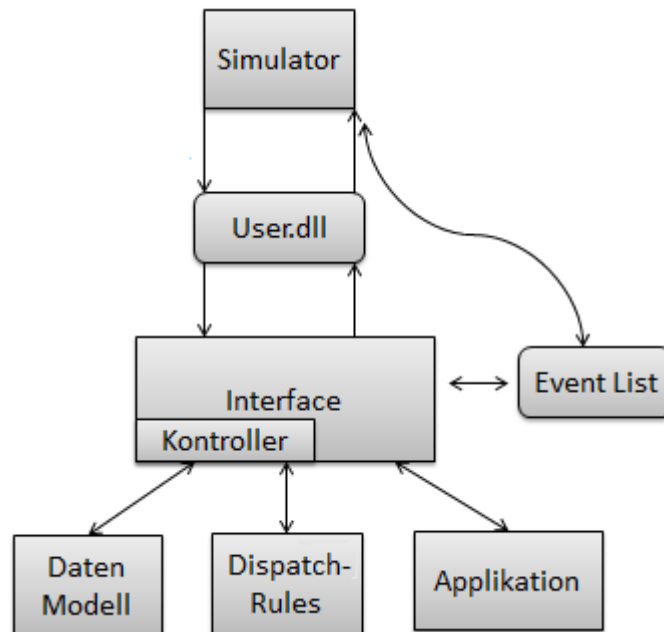 Simulator
User.dll
Interface
Event List
Kontroller
Daten
Modell
Dispatch-
Rules
Applikation